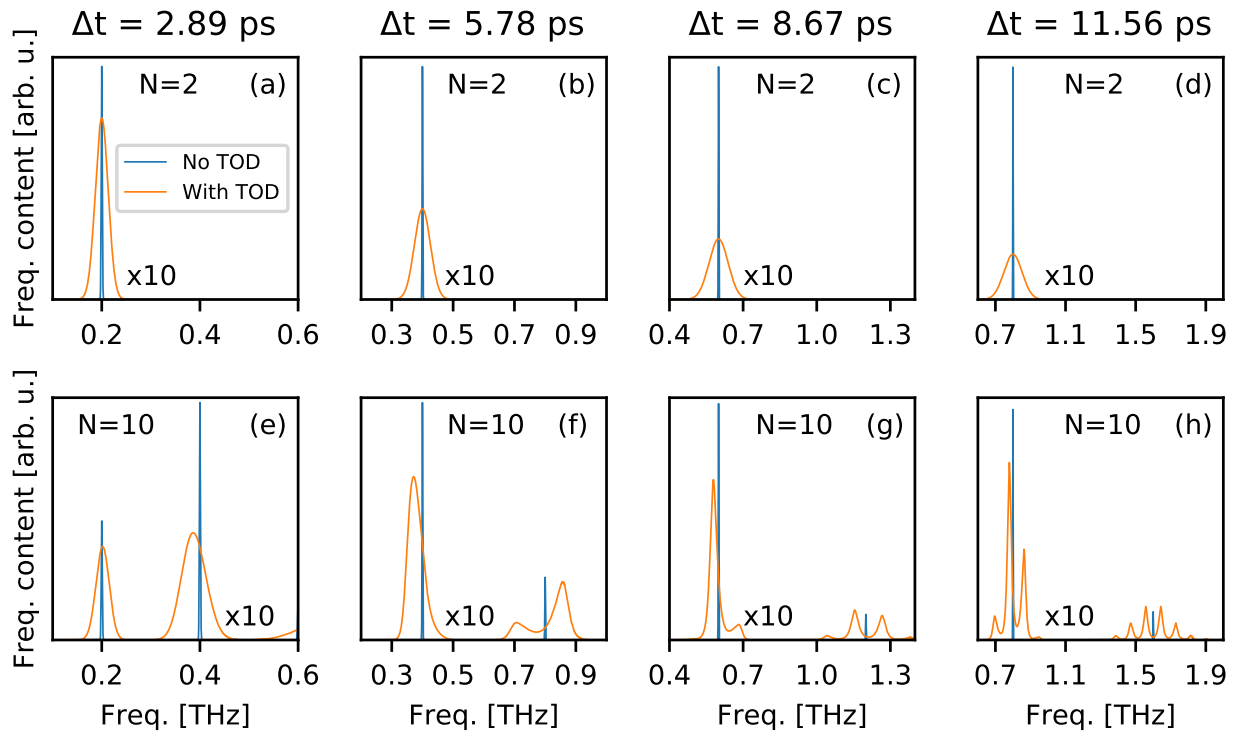 Δt = 2.89 ps Δt = 5.78 ps Δt = 8.67 ps Δt = 11.56 ps
Freq. content [arb. u.]
N=2 (a)
No TOD
With TOD
x10
0.2 0.4 0.6
N=2 (b)
x10
0.3 0.5 0.7 0.9
N=2 (c)
x10
0.4 0.7 1.0 1.3
N=2 (d)
x10
0.7 1.1 1.5 1.9
Freq. content [arb. u.]
N=10 (e)
x10
0.2 0.4 0.6
Freq. [THz]
N=10 (f)
x10
0.3 0.5 0.7 0.9
Freq. [THz]
N=10 (g)
x10
0.4 0.7 1.0 1.3
Freq. [THz]
N=10 (h)
x10
0.7 1.1 1.5 1.9
Freq. [THz]